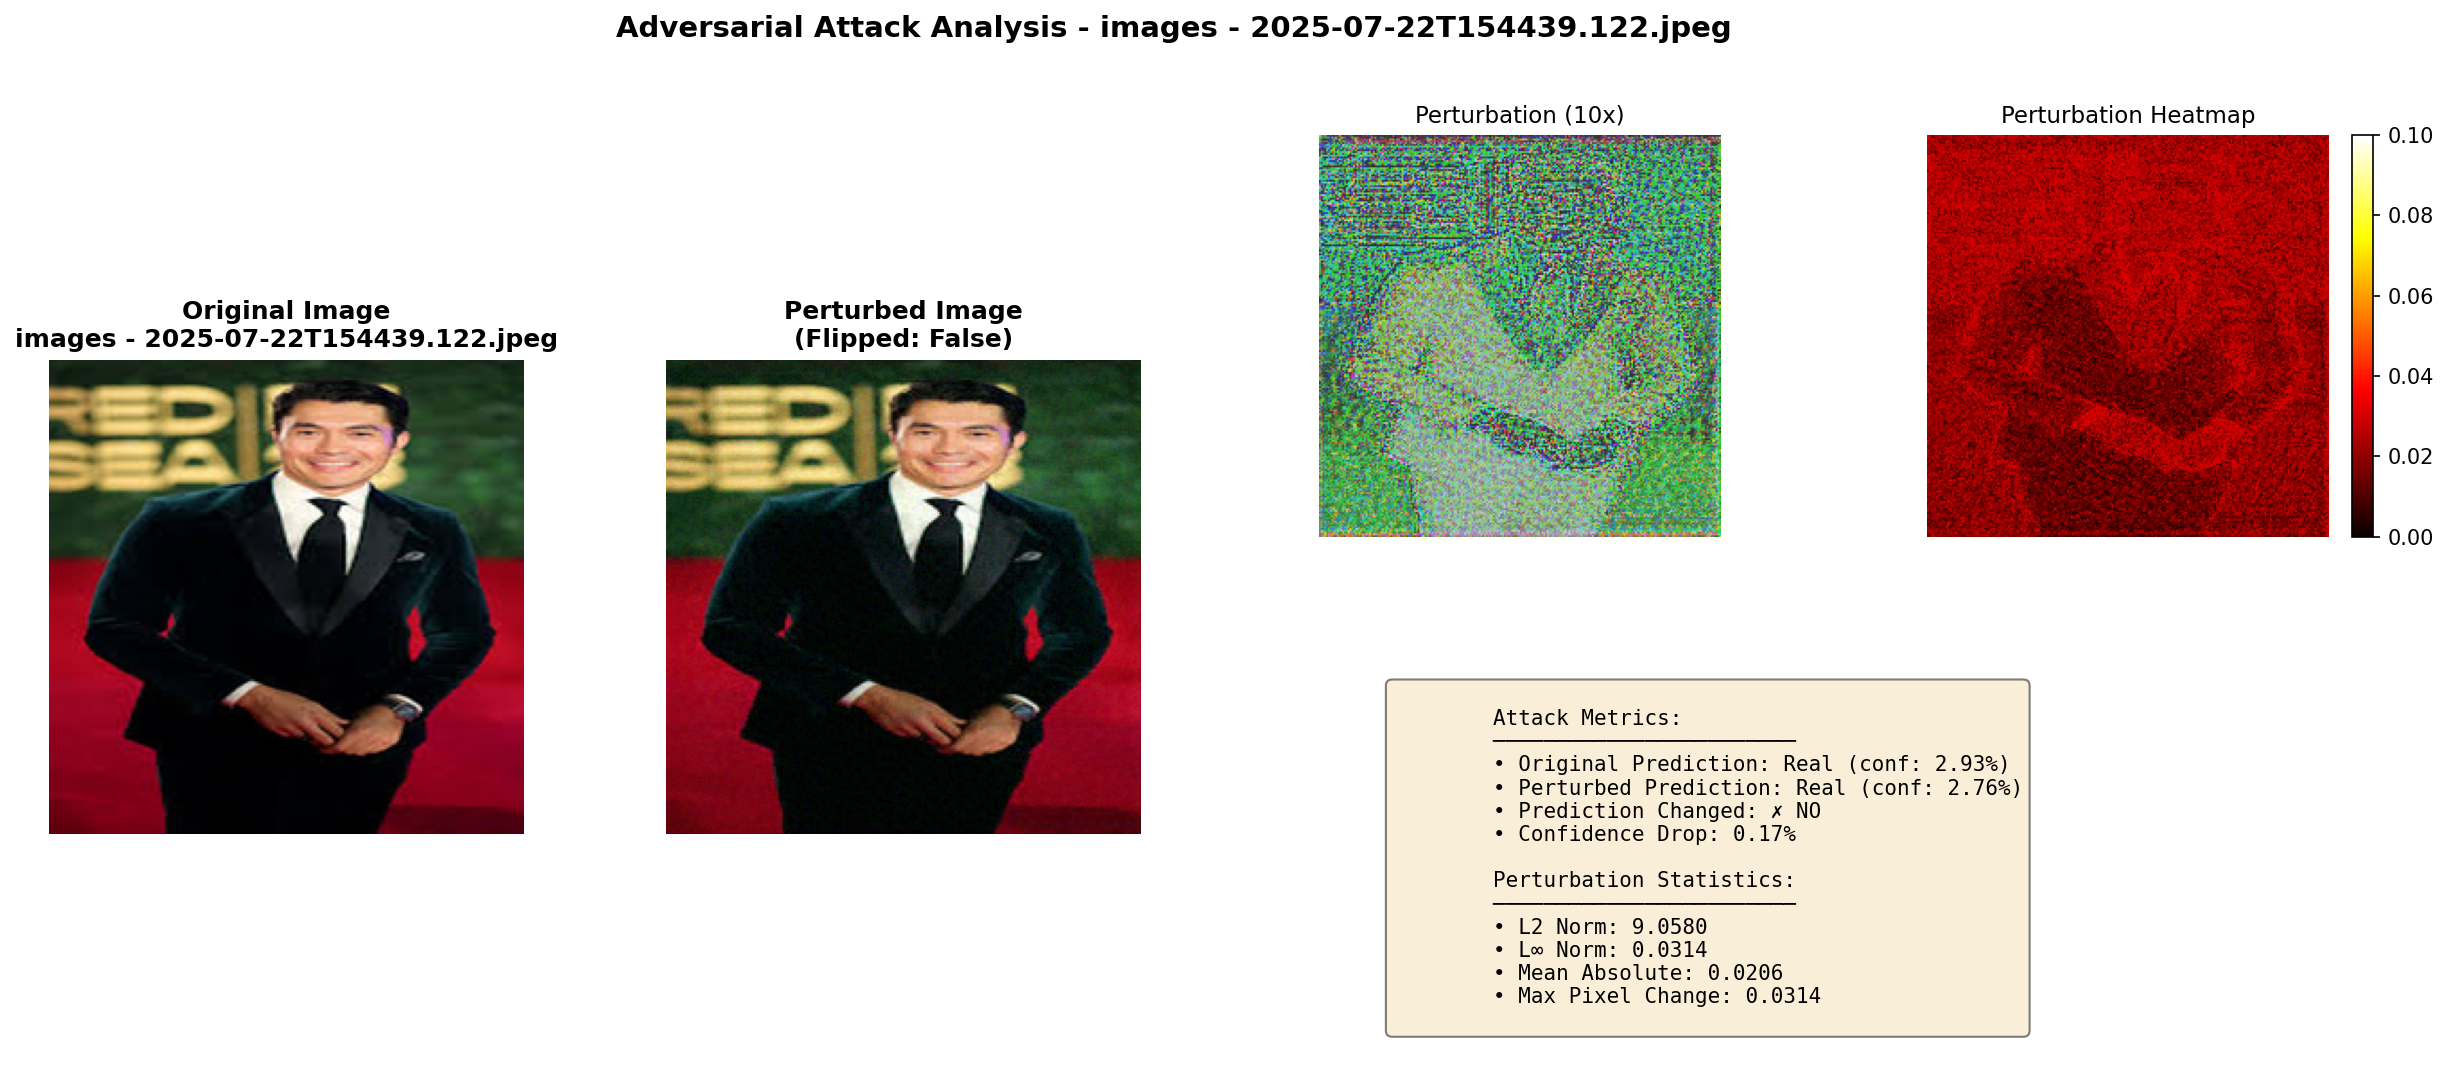 Adversarial Attack Analysis - images - 2025-07-22T154439.122.jpeg
Original Image
images - 2025-07-22T154439.122.jpeg
RED
SEA
Perturbed Image
(Flipped: False)
RED
SEA
Perturbation (10x)
Perturbation Heatmap
0.10
0.08
0.06
0.04
0.02
0.00
Attack Metrics:
• Original Prediction: Real (conf: 2.93%)
• Perturbed Prediction: Real (conf: 2.76%)
• Prediction Changed: ✗ NO
• Confidence Drop: 0.17%
Perturbation Statistics:
• L2 Norm: 9.0580
• L∞ Norm: 0.0314
• Mean Absolute: 0.0206
• Max Pixel Change: 0.0314